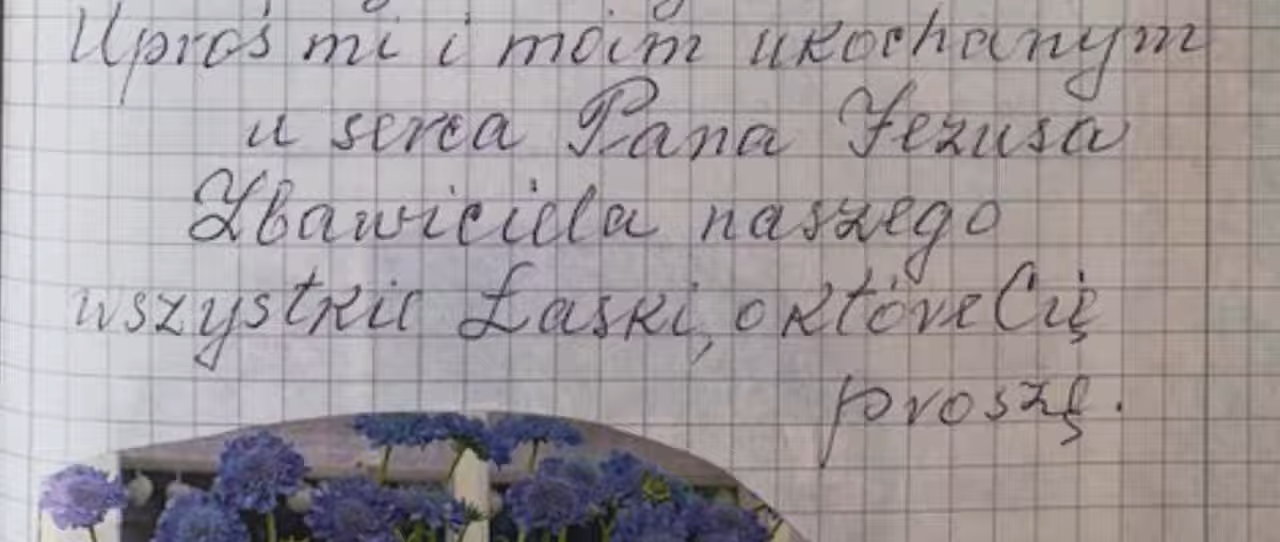 Uproś mi i moim ukochanym
u serca Pana Jezusa
Zbawiciela naszego
wszystkie Łaski, o które Cię
proszę.